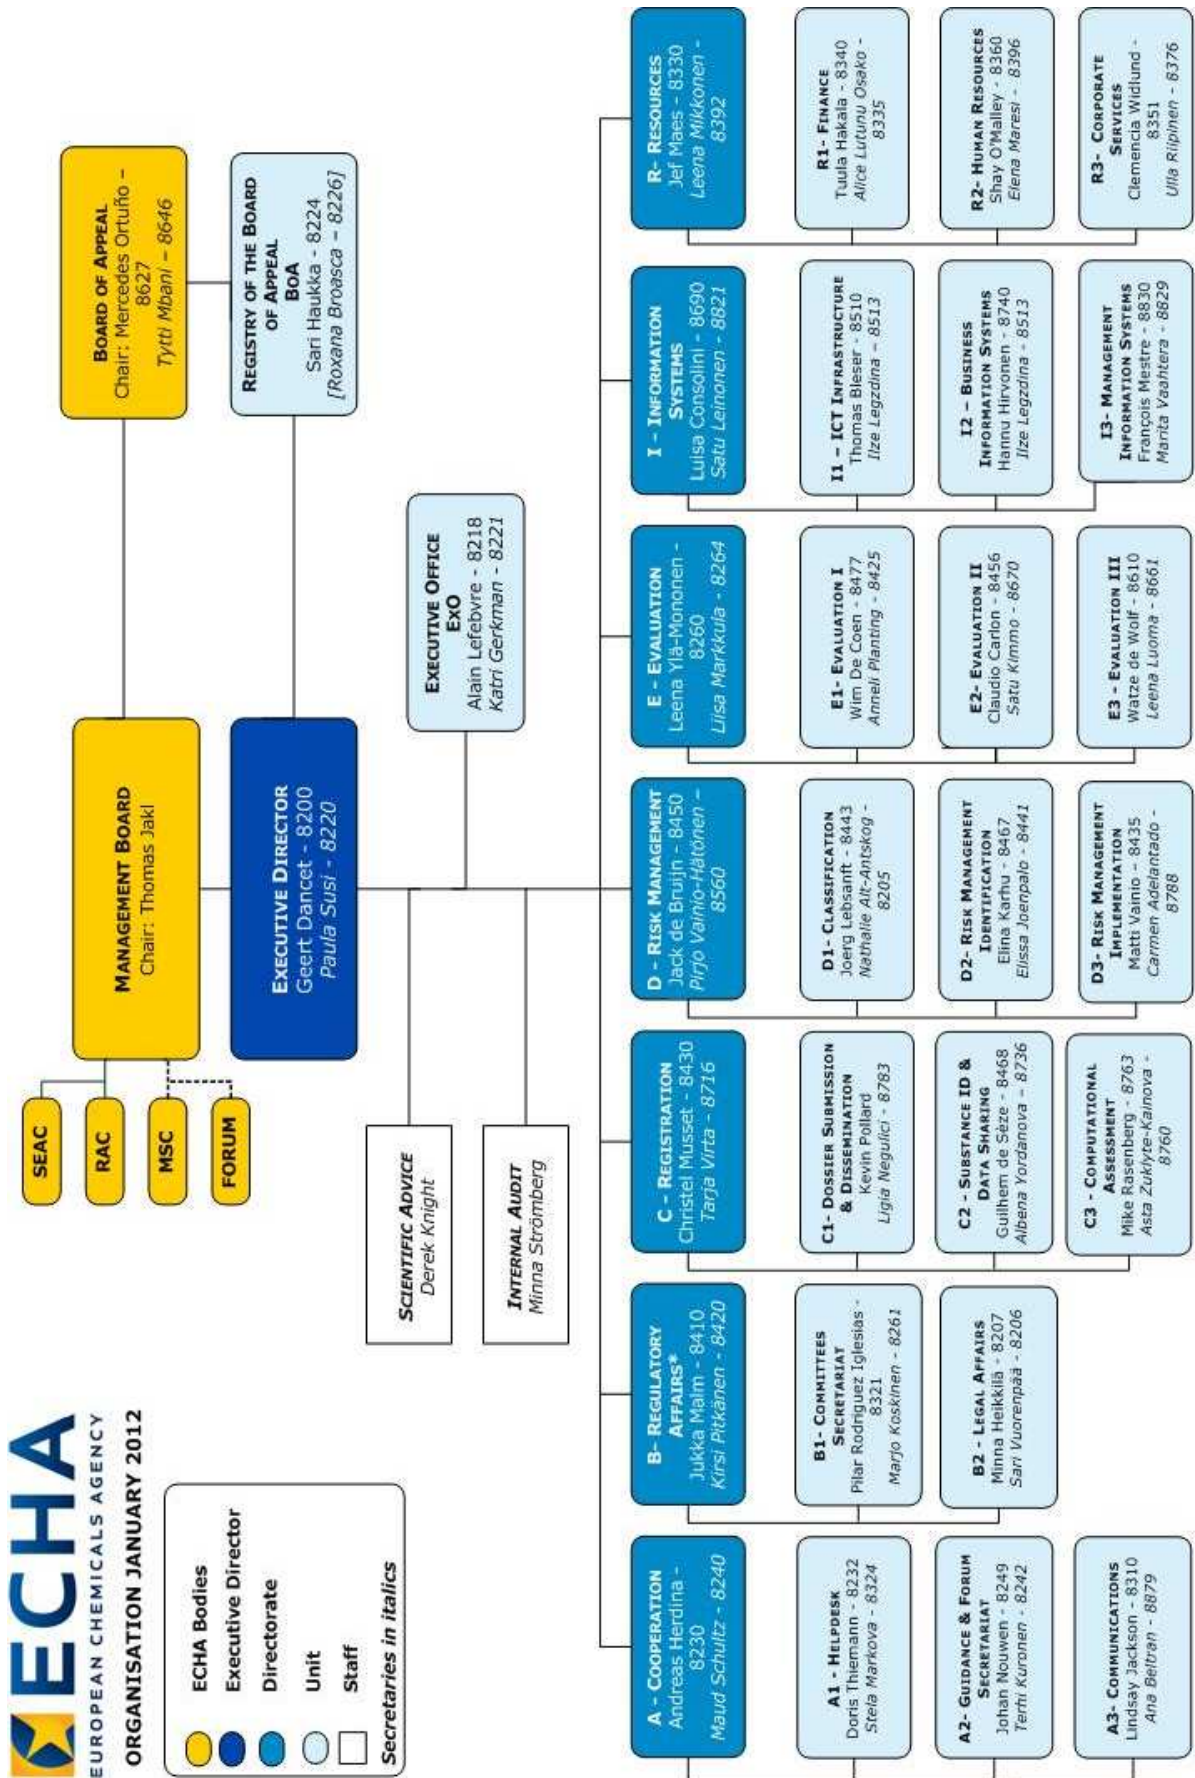 ECHA
EUROPEAN CHEMICALS AGENCY
ORGANISATION JANUARY 2012
ECHA Bodies
Executive Director
Directorate
Unit
Staff
Secretaries in italics
SEAC
RAC
MSC
FORUM
MANAGEMENT BOARD
Chair: Thomas Jakl
BOARD OF APPEAL
Chair: Mercedes Ortuño –
8627
Tytti Mbani – 8646
EXECUTIVE DIRECTOR
Geert Dancet - 8200
Paula Susi - 8220
REGISTRY OF THE BOARD
OF APPEAL
BOA
Sari Haukka - 8224
[Roxana Broasca – 8226]
SCIENTIFIC ADVICE
Derek Knight
EXECUTIVE OFFICE
EXO
Alain Lefebvre - 8218
Katri Gerkman - 8221
INTERNAL AUDIT
Minna Strömberg
A - COOPERATION
Andreas Herdina -
8230
Maud Schultz - 8240
B- REGULATORY
AFFAIRS*
Jukka Malm - 8410
Kirsi Pitkänen - 8420
C - REGISTRATION
Christel Musset - 8430
Tarja Virta - 8716
D - RISK MANAGEMENT
Jack de Bruijn - 8450
Pirjo Vainio-Hätönen –
8560
E - EVALUATION
Leena Ylä-Mononen -
8260
Liisa Markkula - 8264
I – INFORMATION
SYSTEMS
Luisa Consolini - 8690
Satu Leinonen - 8821
R- RESOURCES
Jef Maes - 8330
Leena Mikkonen -
8392
A1 - HELPDESK
Doris Thiemann - 8232
Stela Markova - 8324
B1- COMMITTEES
SECRETARIAT
Pilar Rodríguez Iglesias -
8321
Marjo Koskinen - 8261
C1- DOSSIER SUBMISSION
& DISSEMINATION
Kevin Pollard
Ligia Negulici - 8783
D1- CLASSIFICATION
Joerg Lebsanft - 8443
Nathalie Alt-Antskog -
8205
E1- EVALUATION I
Wim De Coen - 8477
Anneli Planting - 8425
I1 – ICT INFRASTRUCTURE
Thomas Bleser - 8510
Ilze Legzdina – 8513
R1- FINANCE
Tuula Hakala - 8340
Alice Lutunu Osako -
8335
A2- GUIDANCE & FORUM
SECRETARIAT
Johan Nouwen - 8249
Terhi Kuronen - 8242
B2 - LEGAL AFFAIRS
Minna Heikkilä - 8207
Sari Vuorenpää - 8206
C2 - SUBSTANCE ID &
DATA SHARING
Guilhem de Sèze - 8468
Albena Yordanova – 8736
D2- RISK MANAGEMENT
IDENTIFICATION
Elina Karhu - 8467
Elissa Joenpalo - 8441
E2- EVALUATION II
Claudio Carlon - 8456
Satu Kimmo - 8670
I2 – BUSINESS
INFORMATION SYSTEMS
Hannu Hirvonen - 8740
Ilze Legzdina - 8513
R2- HUMAN RESOURCES
Shay O'Malley - 8360
Elena Maresi - 8396
A3- COMMUNICATIONS
Lindsay Jackson - 8310
Ana Beltran - 8879
C3 - COMPUTATIONAL
ASSESSMENT
Mike Rasenberg - 8763
Asta Zuklyte-Kainova -
8760
D3- RISK MANAGEMENT
IMPLEMENTATION
Matti Vainio – 8435
Carmen Adelantado -
8788
E3 - EVALUATION III
Watze de Wolf - 8610
Leena Luoma - 8661
I3- MANAGEMENT
INFORMATION SYSTEMS
François Mestre - 8830
Marita Vaahtera - 8829
R3- CORPORATE
SERVICES
Clemencia Widlund -
8351
Ulla Riipinen - 8376